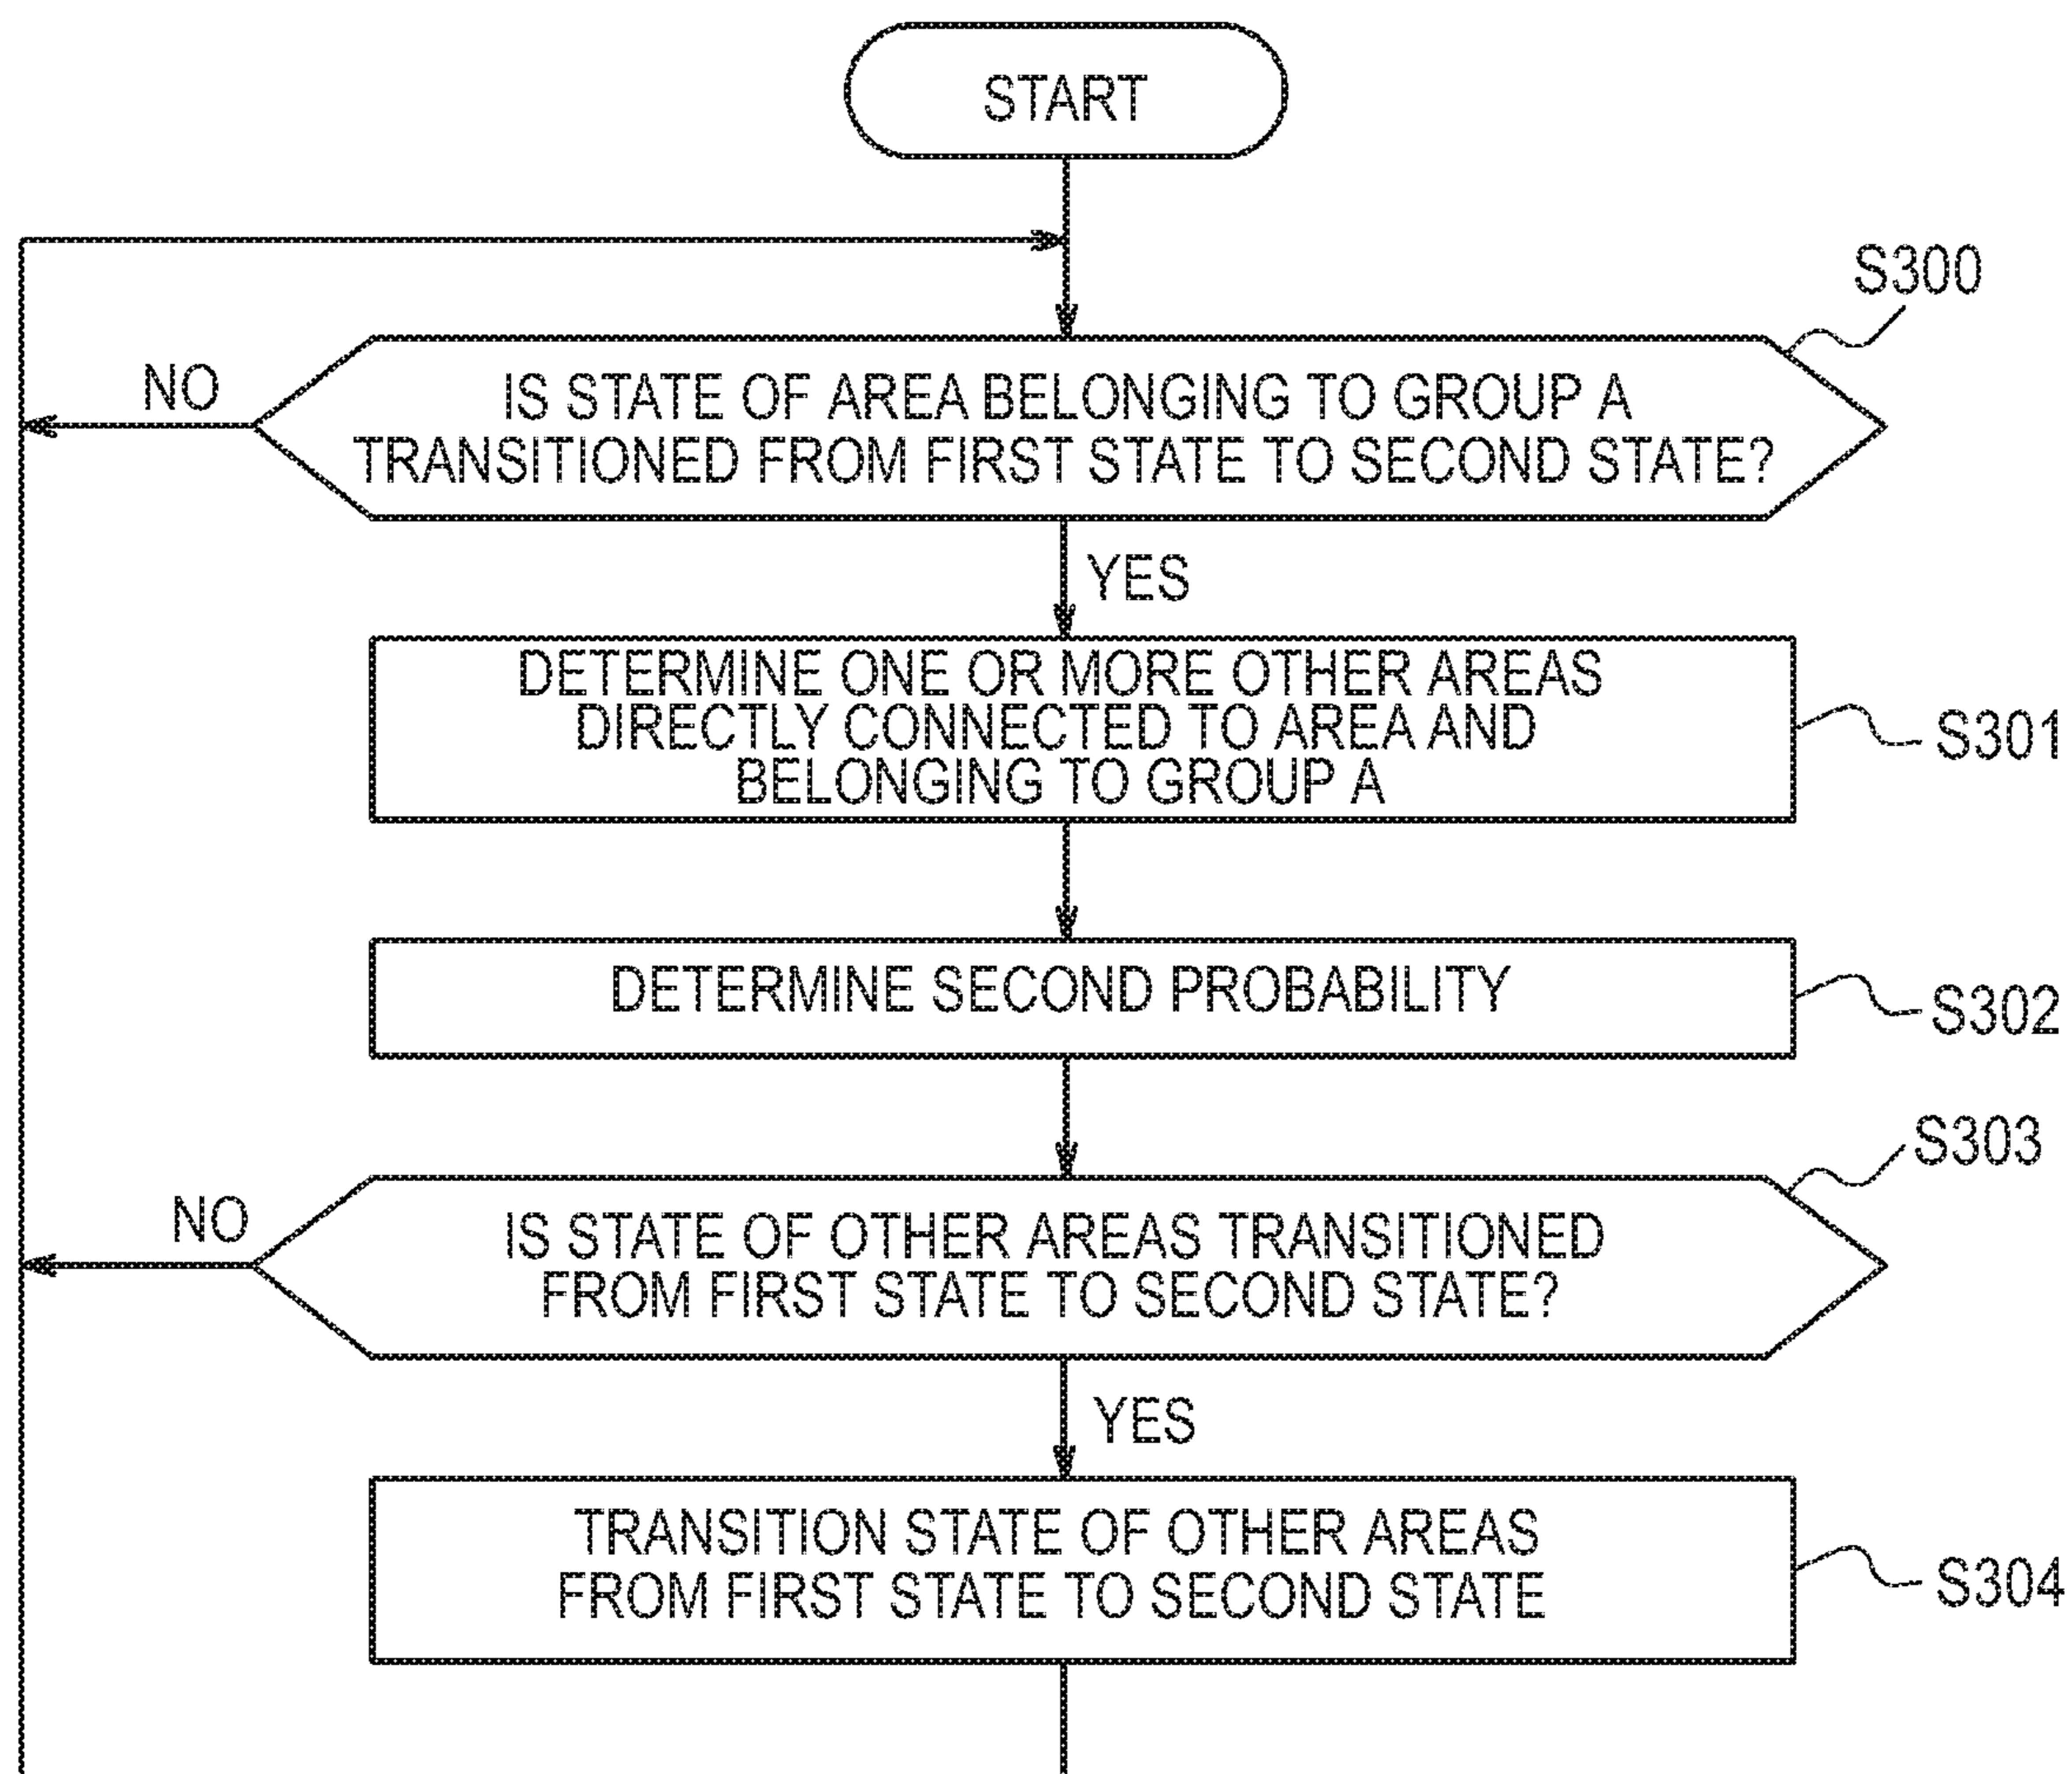 START
S300
NO
IS STATE OF AREA BELONGING TO GROUP A
TRANSITIONED FROM FIRST STATE TO SECOND STATE?
YES
DETERMINE ONE OR MORE OTHER AREAS
DIRECTLY CONNECTED TO AREA AND
BELONGING TO GROUP A
S301
DETERMINE SECOND PROBABILITY
S302
S303
NO
IS STATE OF OTHER AREAS TRANSITIONED
FROM FIRST STATE TO SECOND STATE?
YES
TRANSITION STATE OF OTHER AREAS
FROM FIRST STATE TO SECOND STATE
S304